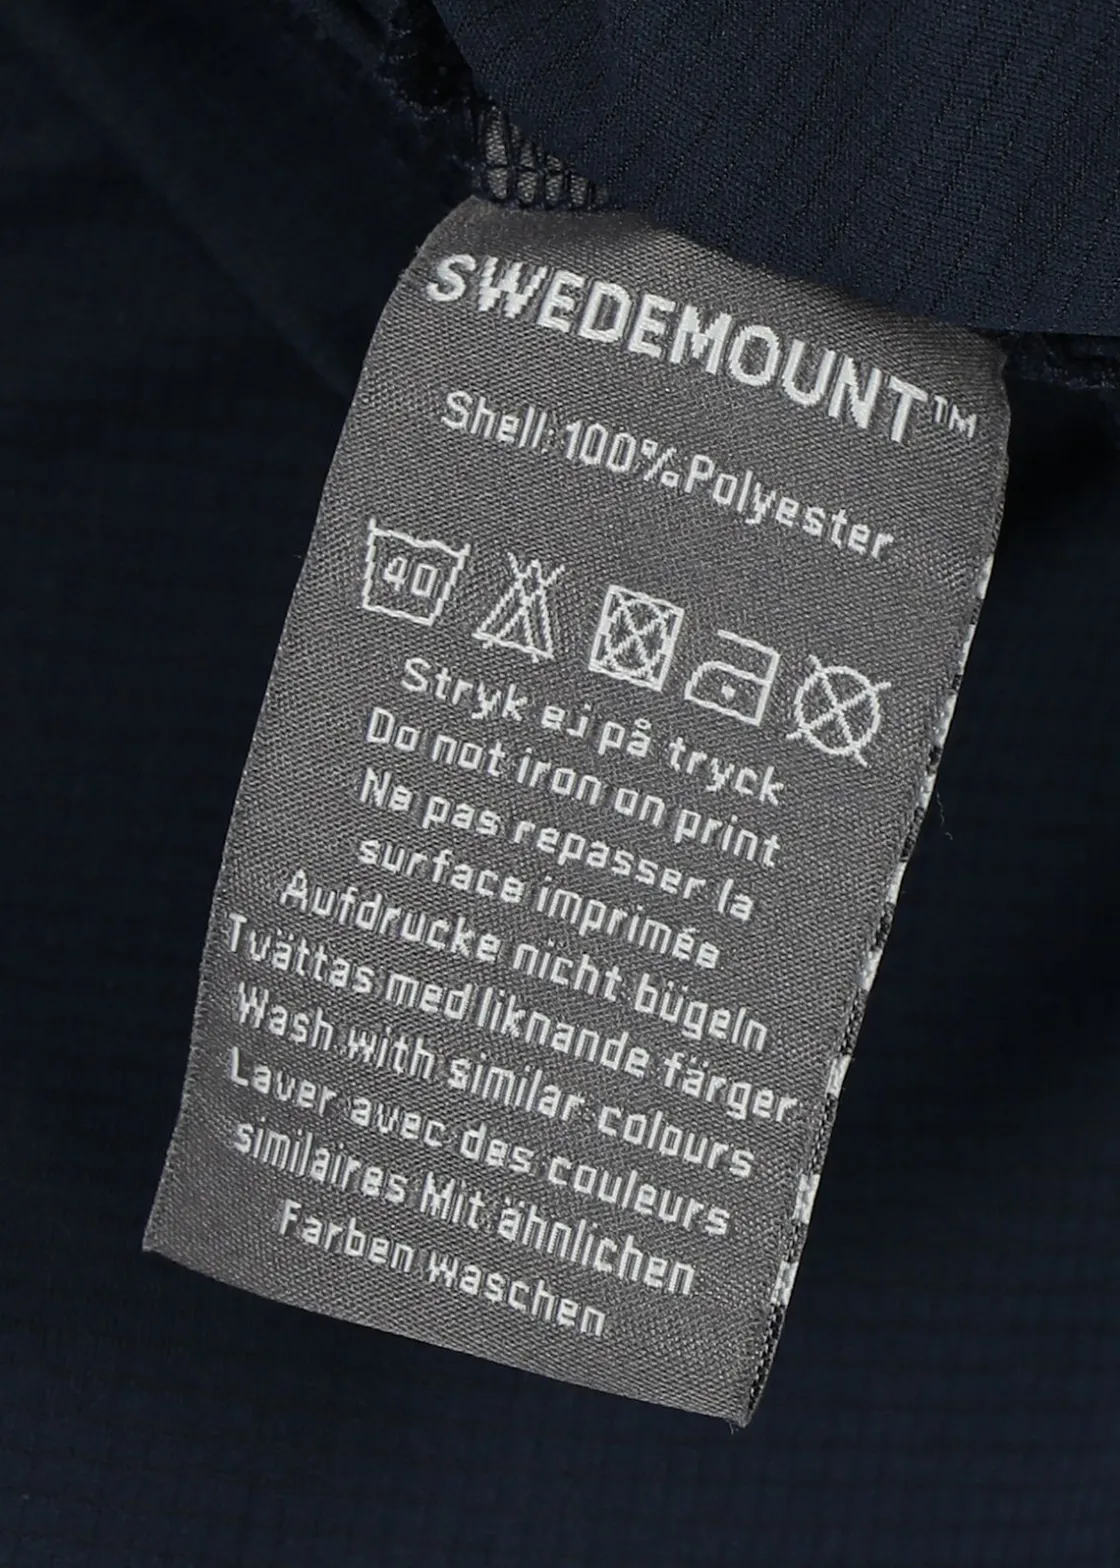 SWEDEMOUNT™
Shell:100%Polyester
40
Stryk ej på tryck
Do not iron on print
Ne pas repasser la
surface imprimée
Aufdrucke nicht bügeln
Tvättas med liknande färger
Wash with similar colours
Laver avec des couleurs
similaires Mit ähnlichen
Farben waschen